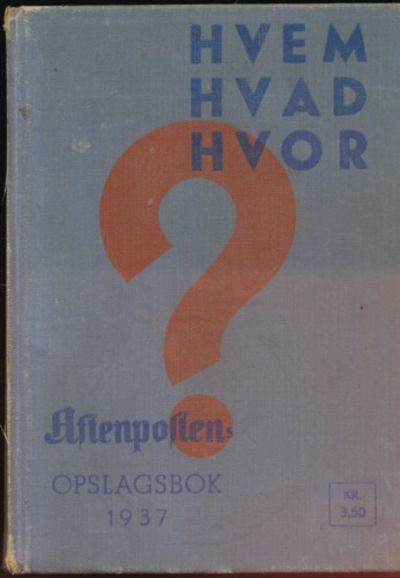 HVEM
HVAD
HVOR
?
Aftenpostens
OPSLAGSBOK
1937
KR.
3,50